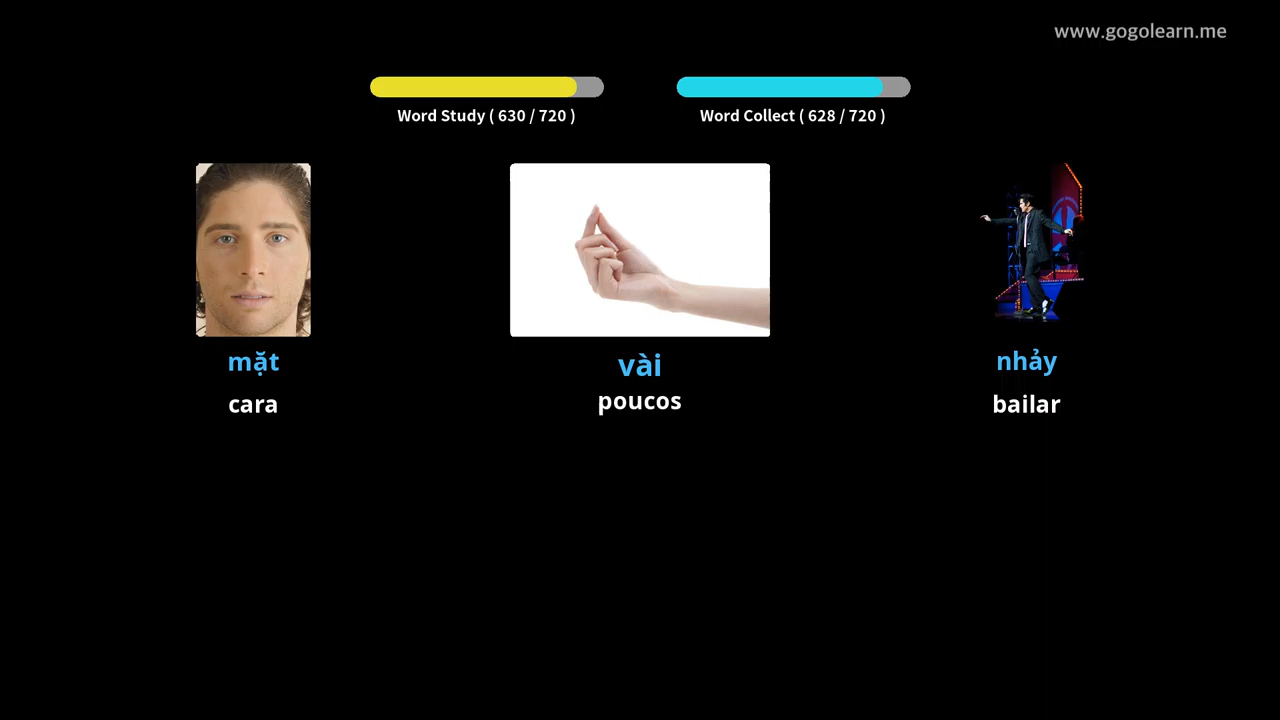 www.gogolearn.me
Word Study ( 630 / 720 )
Word Collect ( 628 / 720 )
mặt
cara
vài
poucos
nhảy
bailar